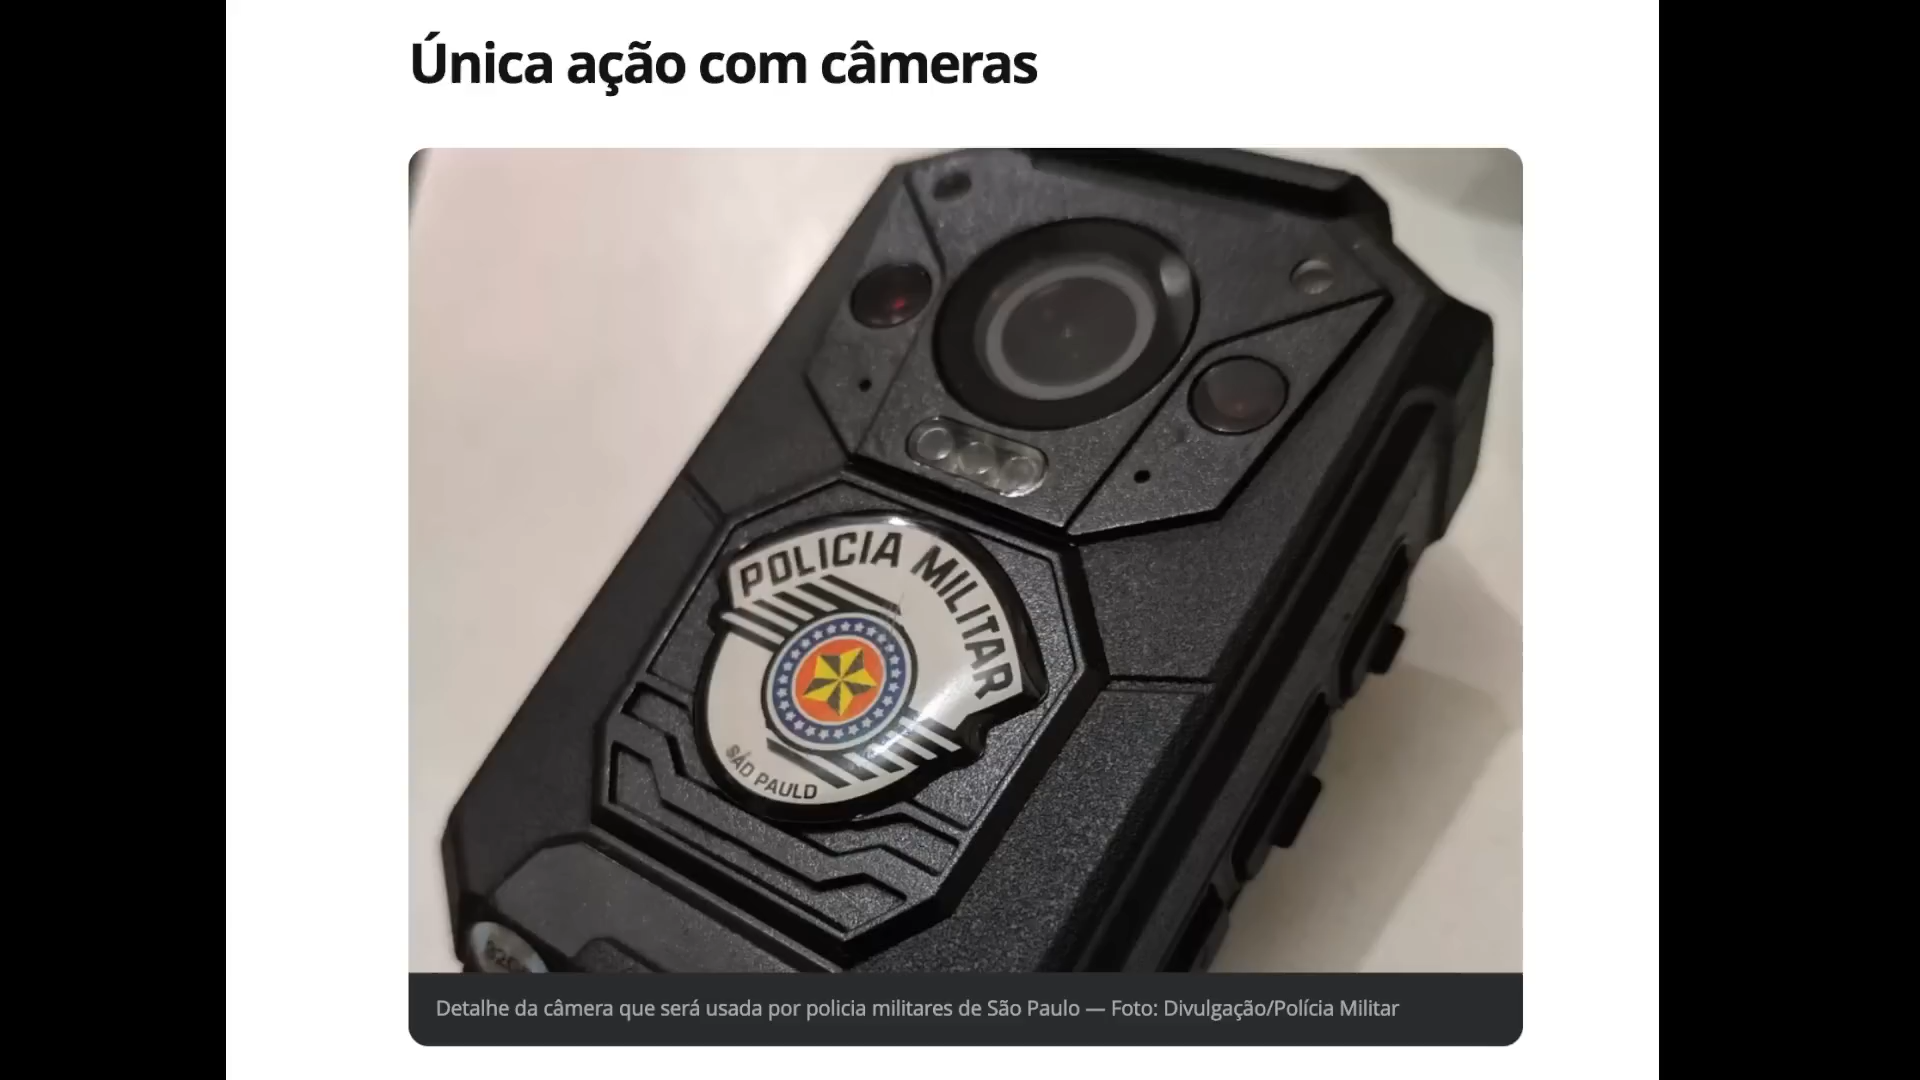 Única ação com câmeras
POLICIA MILITAR
SÃO PAULO
Detalhe da câmera que será usada por policia militares de São Paulo — Foto: Divulgação/Polícia Militar